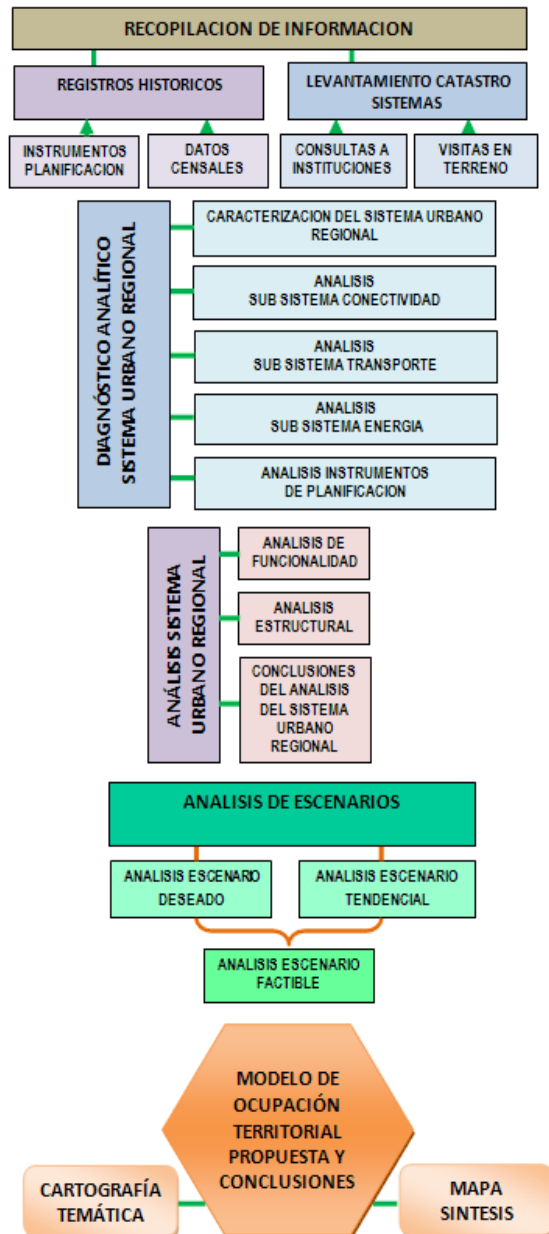 RECOPILACION DE INFORMACION
REGISTROS HISTORICOS
LEVANTAMIENTO CATASTRO
SISTEMAS
INSTRUMENTOS
PLANIFICACION
DATOS
CENSALES
CONSULTAS A
INSTITUCIONES
VISITAS EN
TERRENO
DIAGNÓSTICO ANALÍTICO
SISTEMA URBANO REGIONAL
CARACTERIZACION DEL SISTEMA URBANO
REGIONAL
ANALISIS
SUB SISTEMA CONECTIVIDAD
ANALISIS
SUB SISTEMA TRANSPORTE
ANALISIS
SUB SISTEMA ENERGIA
ANALISIS INSTRUMENTOS
DE PLANIFICACION
ANÁLISIS SISTEMA
URBANO REGIONAL
ANALISIS DE
FUNCIONALIDAD
ANALISIS
ESTRUCTURAL
CONCLUSIONES
DEL ANALISIS
DEL SISTEMA
URBANO
REGIONAL
ANALISIS DE ESCENARIOS
ANALISIS ESCENARIO
DESEADO
ANALISIS ESCENARIO
TENDENCIAL
ANALISIS ESCENARIO
FACTIBLE
MODELO DE
OCUPACIÓN
TERRITORIAL
PROPUESTA Y
CONCLUSIONES
CARTOGRAFÍA
TEMÁTICA
MAPA
SINTESIS